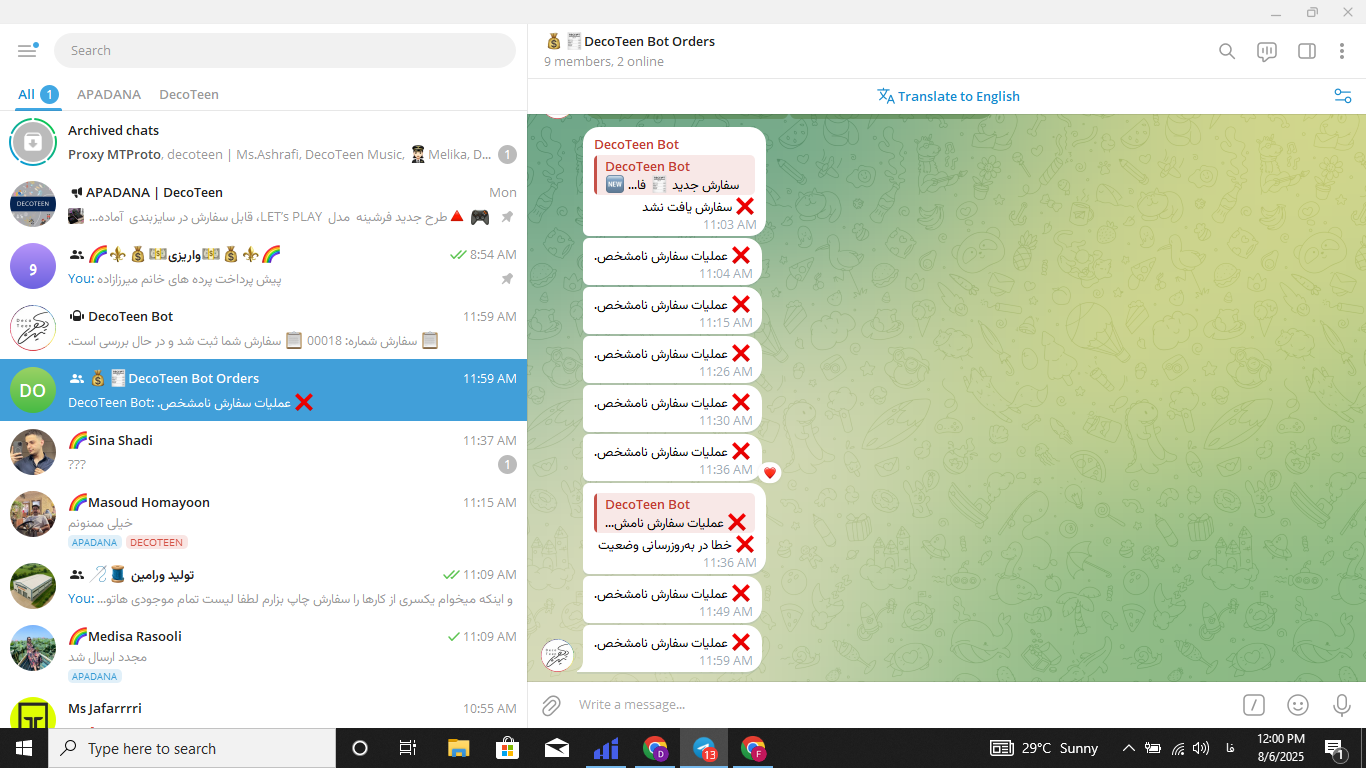 Search
All 1 APADANA DecoTeen
Archived chats
Proxy MTProto, decoteen | Ms.Ashrafi, DecoTeen Music, Melika, D... 1
DECOTEEN
APADANA | DecoTeen Mon
طرح جدید فرشینه مدل LET's PLAY، قابل سفارش در سایزبندی آماده...
و
واریزی 8:54 AM
You: پیش پرداخت پرده های خانم میرزازاده
DecoTeen Bot 11:59 AM
سفارش شماره: 00018 📋 سفارش شما ثبت شد و در حال بررسی است.
DO
DecoTeen Bot Orders 11:59 AM
DecoTeen Bot: ❌ عملیات سفارش نامشخص.
Sina Shadi 11:37 AM
??? 1
Masoud Homayoon 11:15 AM
خیلی ممنونم
APADANA DECOTEEN
تولید ورامین 11:09 AM
You: و اینکه میخوام یکسری از کارها را سفارش چاپ بزارم لطفا لیست تمام موجودی هاتو...
Medisa Rasooli 11:09 AM
مجدد ارسال شد
APADANA
Ms Jafarrrri 10:55 AM
DecoTeen Bot Orders
9 members, 2 online
Translate to English
DecoTeen Bot
DecoTeen Bot
سفارش جدید 🧾 فا... 🆕
❌ سفارش یافت نشد
11:03 AM
❌ عملیات سفارش نامشخص.
11:04 AM
❌ عملیات سفارش نامشخص.
11:15 AM
❌ عملیات سفارش نامشخص.
11:26 AM
❌ عملیات سفارش نامشخص.
11:30 AM
❌ عملیات سفارش نامشخص.
11:36 AM
DecoTeen Bot
❌ عملیات سفارش نامش...
❌ خطا در به‌روزرسانی وضعیت
11:36 AM
❌ عملیات سفارش نامشخص.
11:49 AM
❌ عملیات سفارش نامشخص.
11:59 AM
Write a message...
Type here to search
D
13
F
29°C Sunny
فا
12:00 PM
8/6/2025
1